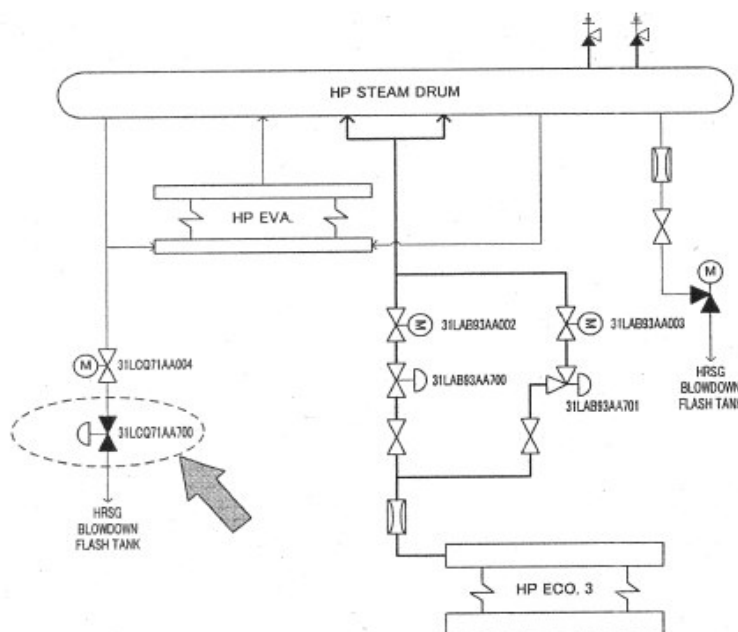 HP STEAM DRUM
HP EVA.
M
31LAB93AA002
M
31LAB93AA003
M
HRSG
BLOWDOWN
FLASH TANK
M
31LCQ71AA004
31LAB93AA700
31LAB93AA701
31LCQ71AA700
HRSG
BLOWDOWN
FLASH TANK
HP ECO. 3